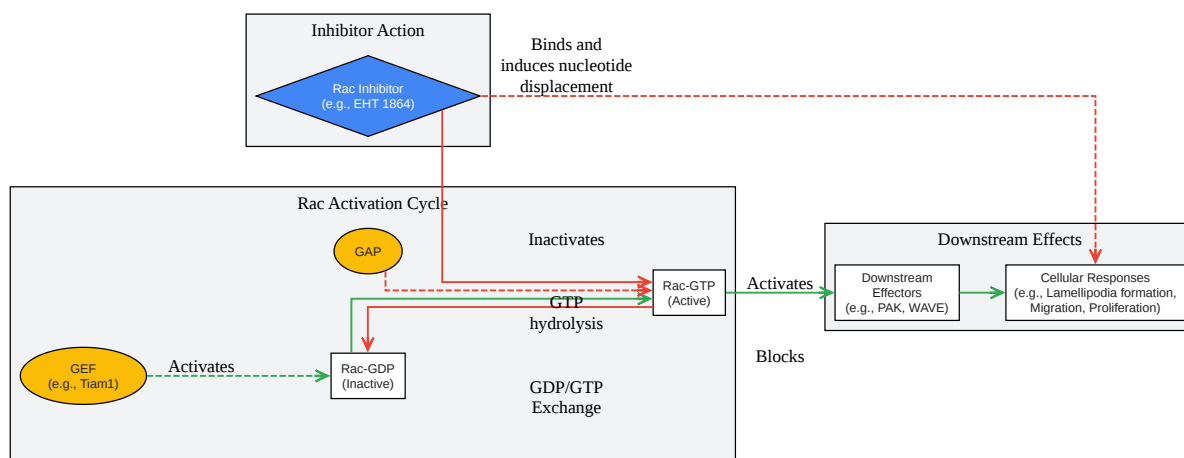 Inhibitor Action
Rac Inhibitor
(e.g., EHT 1864)
Binds and
induces nucleotide
displacement
Rac Activation Cycle
GAP
Inactivates
Rac-GTP
(Active)
GTP
hydrolysis
Activates
GEF
(e.g., Tiam1)
Activates
Rac-GDP
(Inactive)
GDP/GTP
Exchange
Blocks
Downstream Effects
Downstream
Effectors
(e.g., PAK, WAVE)
Cellular Responses
(e.g., Lamellipodia formation,
Migration, Proliferation)